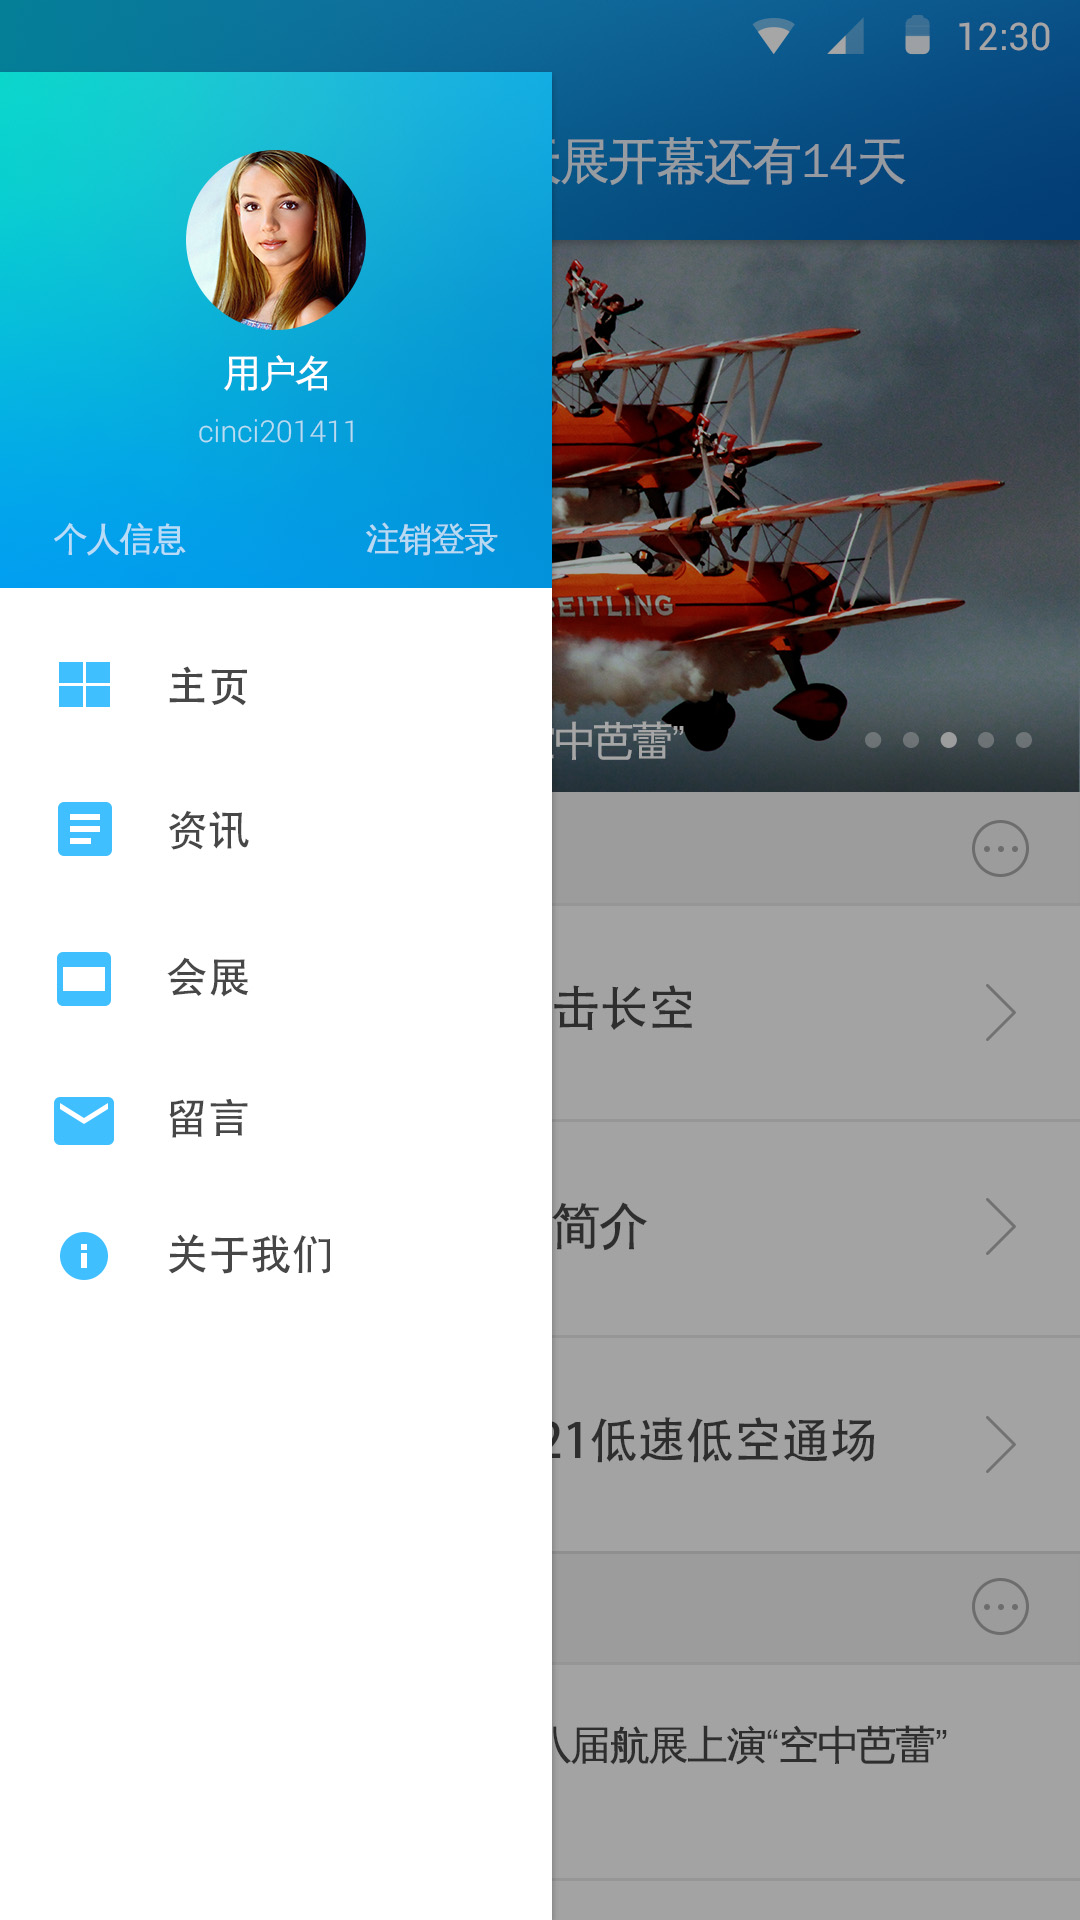 12:30
展开幕还有14天
用户名
cinci201411
个人信息
注销登录
REITLING
中芭蕾”
主页
资讯
会展
留言
关于我们
击长空
简介
21低速低空通场
八届航展上演“空中芭蕾”